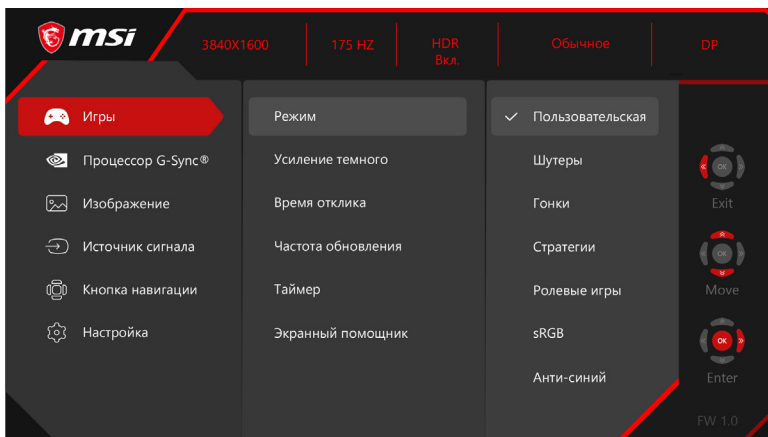 msi
3840X1600
175 HZ
HDR
Вкл.
Обычное
DP
Игры
Процессор G-Sync®
Изображение
Источник сигнала
Кнопка навигации
Настройка
Режим
Усиление темного
Время отклика
Частота обновления
Таймер
Экранный помощник
Пользовательская
Шутеры
Гонки
Стратегии
Ролевые игры
sRGB
Анти-синий
OK
Exit
OK
Move
OK
Enter
FW 1.0